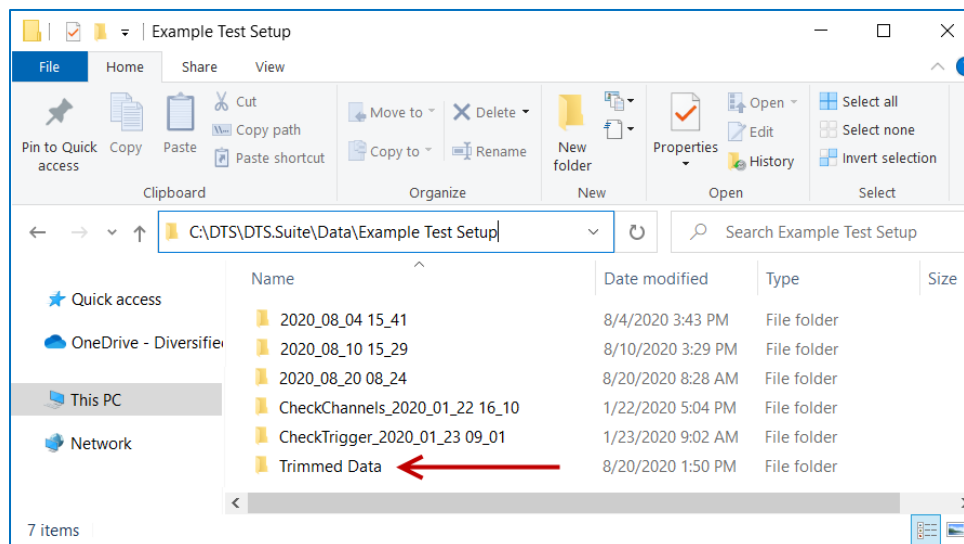 Example Test Setup
File Home Share View
Pin to Quick access
Copy
Paste
Cut
Copy path
Paste shortcut
Clipboard
Move to
Copy to
Delete
Rename
Organize
New folder
New
Properties
Open
Edit
History
Open
Select all
Select none
Invert selection
Select
C:\DTS\DTS.Suite\Data\Example Test Setup
Search Example Test Setup
Quick access
OneDrive - Diversifie
This PC
Network
Name Date modified Type Size
2020_08_04 15_41 8/4/2020 3:43 PM File folder
2020_08_10 15_29 8/10/2020 3:29 PM File folder
2020_08_20 08_24 8/20/2020 8:28 AM File folder
CheckChannels_2020_01_22 16_10 1/22/2020 5:04 PM File folder
CheckTrigger_2020_01_23 09_01 1/23/2020 9:02 AM File folder
Trimmed Data 8/20/2020 1:50 PM File folder
7 items